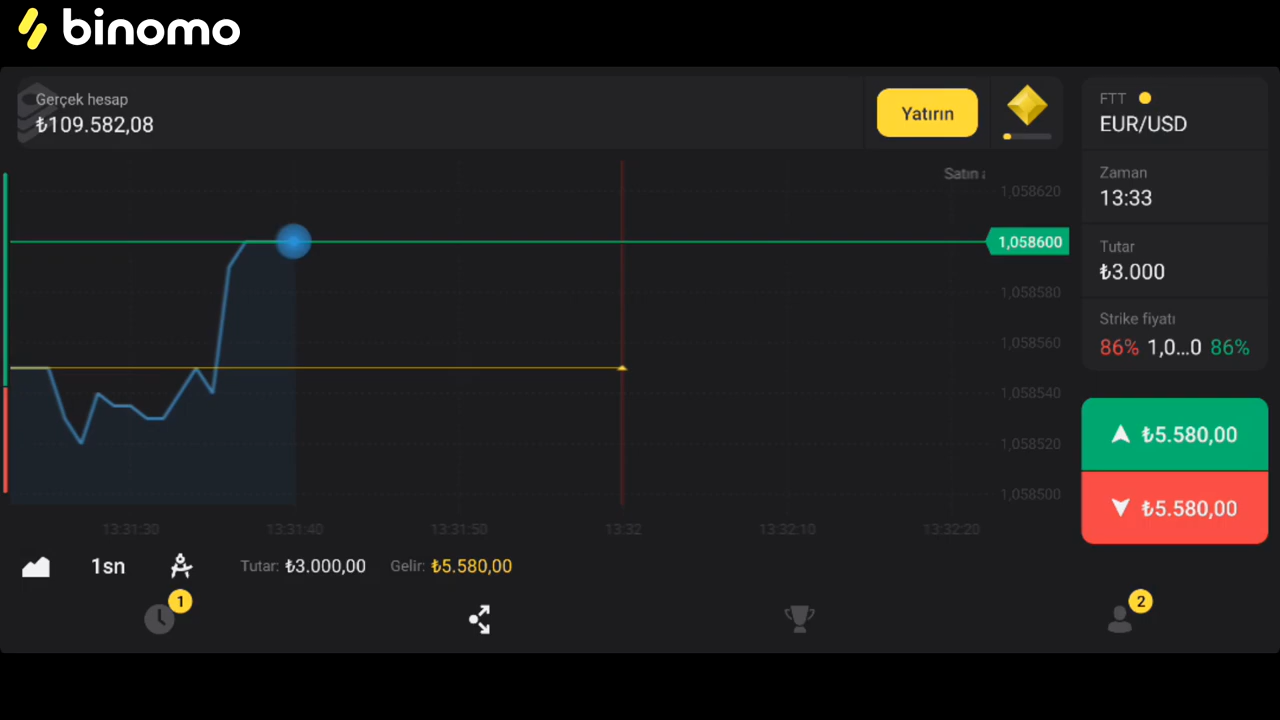 binomo
Gerçek hesap
₺109.582,08
Yatırın
FTT
EUR/USD
Zaman
13:33
Tutar
₺3.000
Strike fiyatı
86% 1,0...0 86%
₺5.580,00
₺5.580,00
Satın a
1,058620
1,058600
1,058580
1,058560
1,058540
1,058520
1,058500
13:31:30 13:31:40 13:31:50 13:32 13:32:10 13:32:20
1sn Tutar: ₺3.000,00 Gelir: ₺5.580,00
1 2